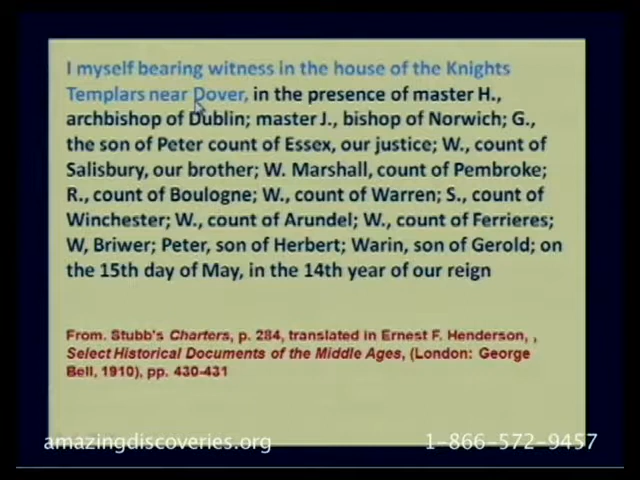 I myself bearing witness in the house of the Knights
Templars near Dover, in the presence of master H.,
archbishop of Dublin; master J., bishop of Norwich; G.,
the son of Peter count of Essex, our justice; W., count of
Salisbury, our brother; W. Marshall, count of Pembroke;
R., count of Boulogne; W., count of Warren; S., count of
Winchester; W., count of Arundel; W., count of Ferrieres;
W, Briwer; Peter, son of Herbert; Warin, son of Gerold; on
the 15th day of May, in the 14th year of our reign
From. Stubb's Charters, p. 284, translated in Ernest F. Henderson, ,
Select Historical Documents of the Middle Ages, (London: George
Bell, 1910), pp. 430-431
amazingdiscoveries.org 1-866-572-9457